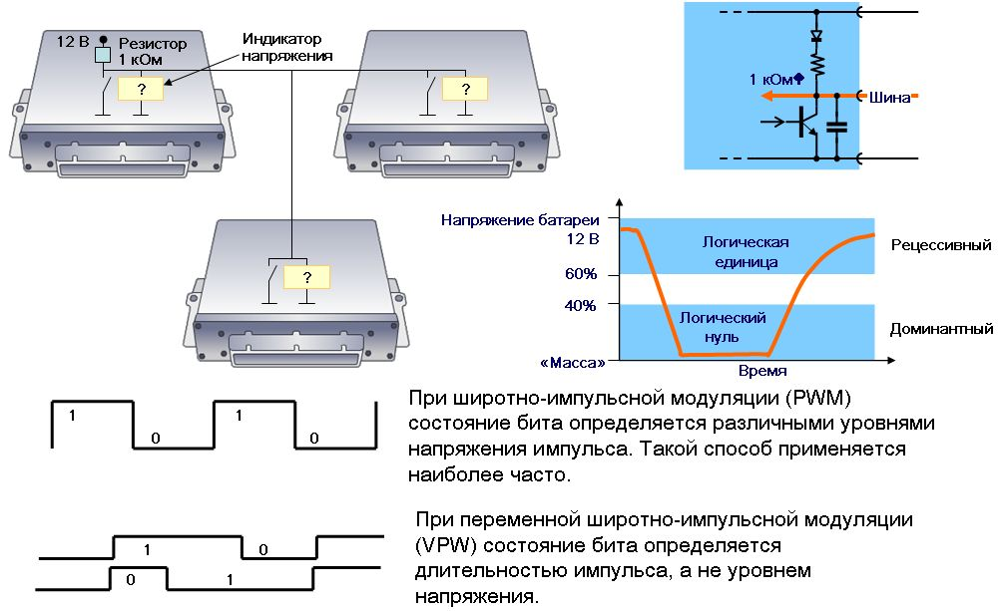 12 В
Резистор
1 кОм
Индикатор
напряжения
?
?
?
1 кОм
Шина
Напряжение батареи
12 В
60%
40%
«Масса»
Логическая
единица
Логический
нуль
Время
Рецессивный
Доминантный
1
0
1
0
При широтно-импульсной модуляции (PWM)
состояние бита определяется различными уровнями
напряжения импульса. Такой способ применяется
наиболее часто.
1
0
0
1
При переменной широтно-импульсной модуляции
(VPW) состояние бита определяется
длительностью импульса, а не уровнем
напряжения.